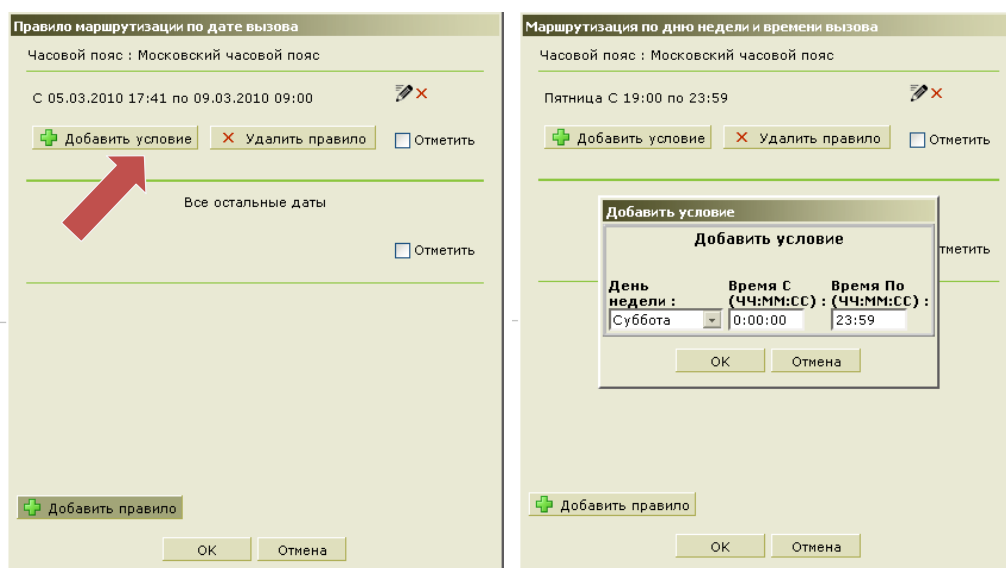 Правило маршрутизации по дате вызова
Часовой пояс : Московский часовой пояс
С 05.03.2010 17:41 по 09.03.2010 09:00
Добавить условие
Удалить правило
Отметить
Все остальные даты
Отметить
Добавить правило
ОК
Отмена
Маршрутизация по дню недели и времени вызова
Часовой пояс : Московский часовой пояс
Пятница С 19:00 по 23:59
Добавить условие
Удалить правило
Отметить
Добавить условие
Добавить условие
тметить
День недели :
Время С (ЧЧ:ММ:СС) :
Время По (ЧЧ:ММ:СС) :
Суббота
0:00:00
23:59
ОК
Отмена
Добавить правило
ОК
Отмена